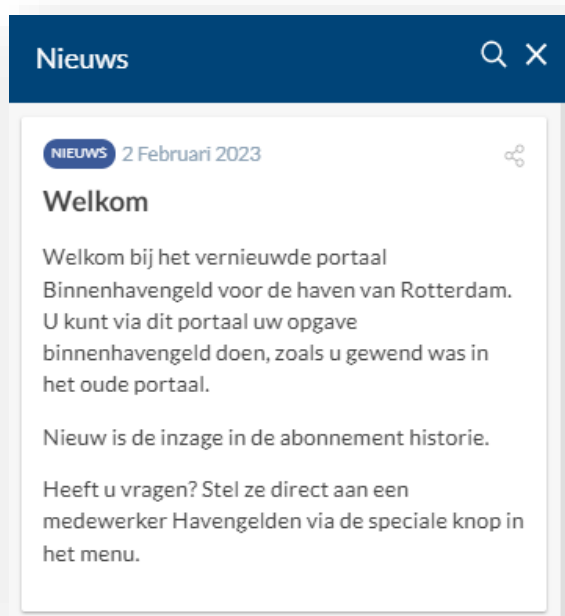 Nieuws
NIEUWS 2 Februari 2023
Welkom
Welkom bij het vernieuwde portaal
Binnenhavengeld voor de haven van Rotterdam.
U kunt via dit portaal uw opgave
binnenhavengeld doen, zoals u gewend was in
het oude portaal.
Nieuw is de inzage in de abonnement historie.
Heeft u vragen? Stel ze direct aan een
medewerker Havengelden via de speciale knop in
het menu.